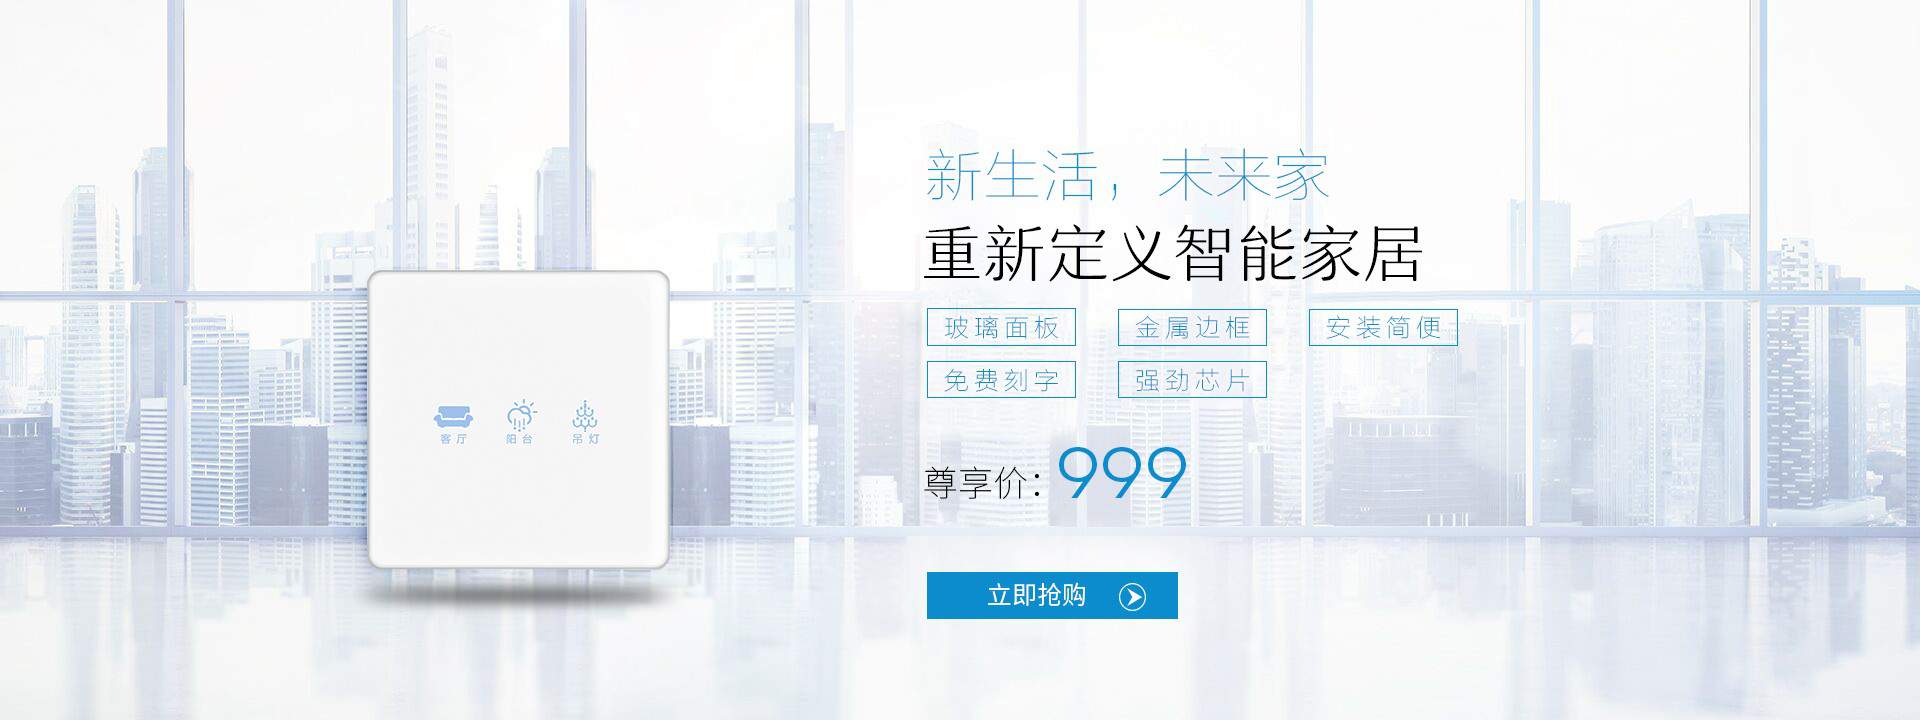 新生活，未来家
重新定义智能家居
玻璃面板 金属边框 安装简便
免费刻字 强劲芯片
尊享价：999
立即抢购
客厅 阳台 吊灯